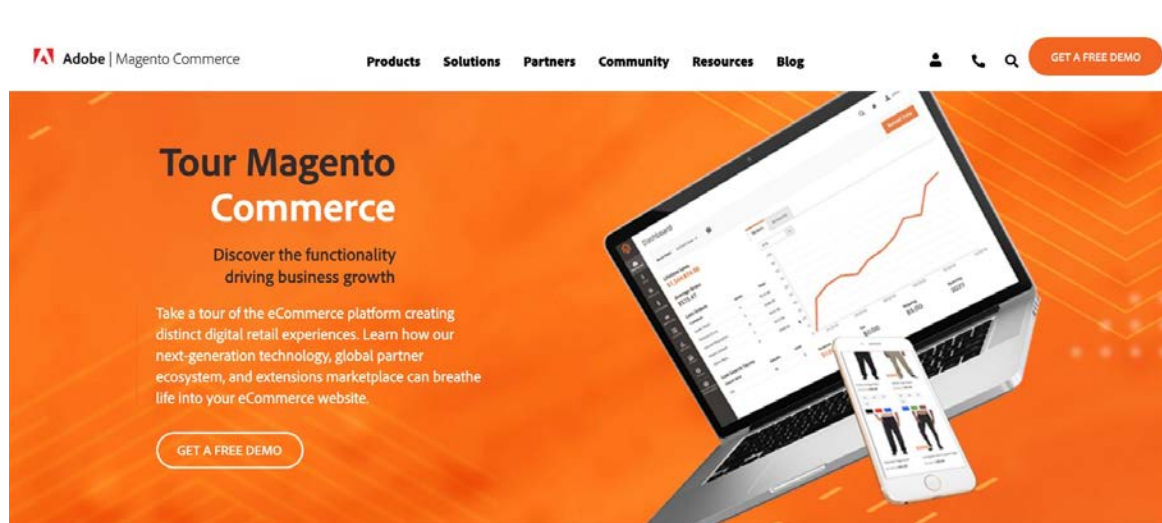 Adobe | Magento Commerce
Products Solutions Partners Community Resources Blog
GET A FREE DEMO
Tour Magento
Commerce
Discover the functionality
driving business growth
Take a tour of the eCommerce platform creating
distinct digital retail experiences. Learn how our
next-generation technology, global partner
ecosystem, and extensions marketplace can breathe
life into your eCommerce website.
GET A FREE DEMO
Dashboard